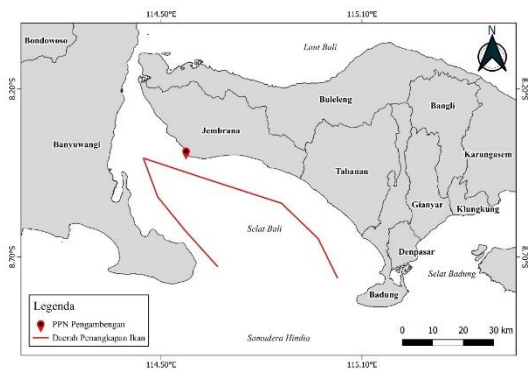 114.50°E
115.10°E
Bondowoso
Laut Bali
8.20°S
8.20°S
Buleleng
Bangli
Jembrana
Banyuwangi
Karangasem
Tabanan
Gianyar
Klungkung
Selat Bali
Denpasar
8.70°S
8.70°S
Selat Badung
Badung
Legenda
PPN Pengambengan
Daerah Penangkapan Ikan
Samudera Hindia
0 10 20 30 km
114.50°E
115.10°E